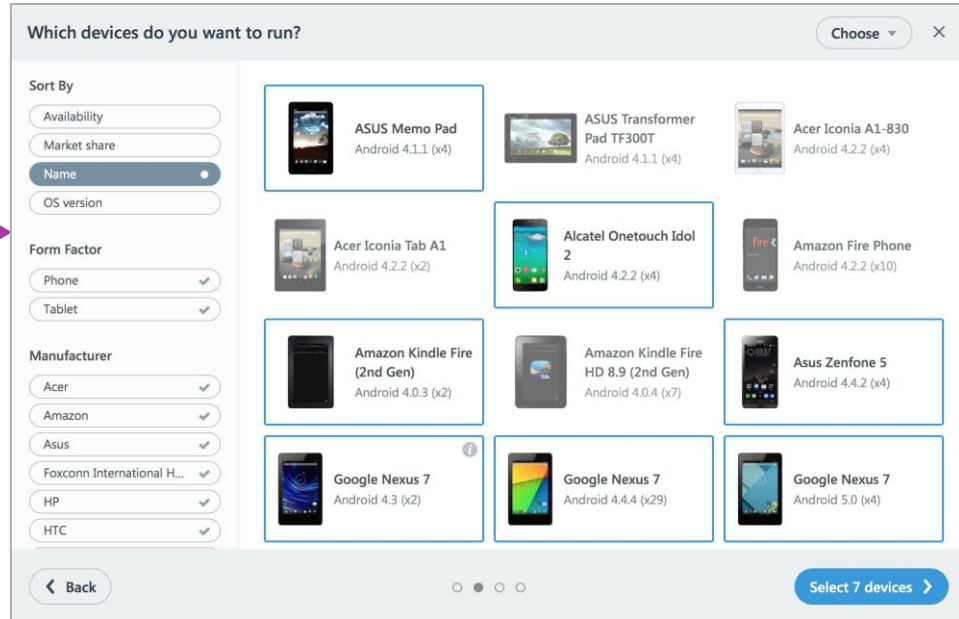 Which devices do you want to run?
Choose
Sort By
Availability
Market share
Name
OS version
Form Factor
Phone
Tablet
Manufacturer
Acer
Amazon
Asus
Foxconn International H...
HP
HTC
ASUS Memo Pad
Android 4.1.1 (x4)
ASUS Transformer
Pad TF300T
Android 4.1.1 (x4)
Acer Iconia A1-830
Android 4.2.2 (x4)
Acer Iconia Tab A1
Android 4.2.2 (x2)
Alcatel Onetouch Idol
2
Android 4.2.2 (x4)
fire
Amazon Fire Phone
Android 4.2.2 (x10)
Amazon Kindle Fire
(2nd Gen)
Android 4.0.3 (x2)
Amazon Kindle Fire
HD 8.9 (2nd Gen)
Android 4.0.4 (x7)
Asus Zenfone 5
Android 4.4.2 (x4)
Google Nexus 7
Android 4.3 (x2)
Google Nexus 7
Android 4.4.4 (x29)
Google Nexus 7
Android 5.0 (x4)
Back
Select 7 devices